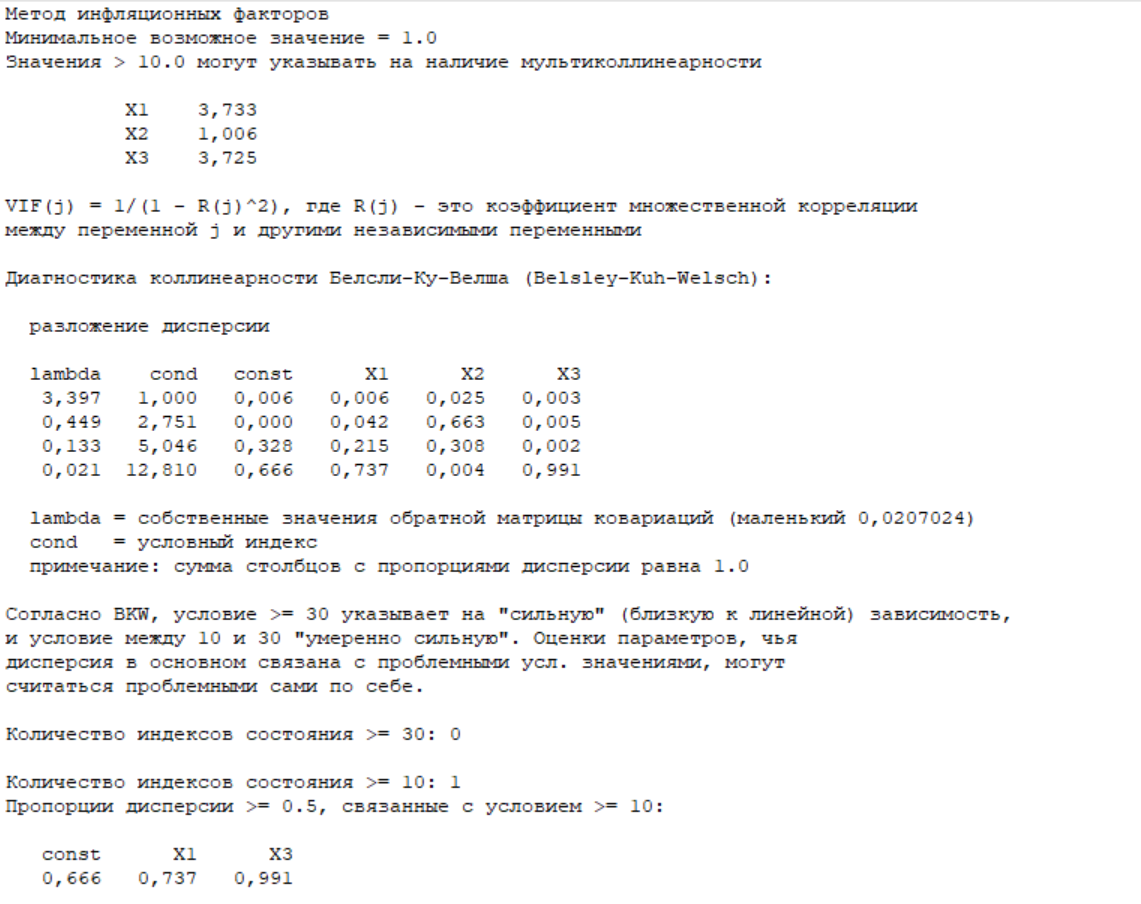 Метод инфляционных факторов
Минимальное возможное значение = 1.0
Значения > 10.0 могут указывать на наличие мультиколлинеарности
X1 3,733
X2 1,006
X3 3,725
VIF(j) = 1/(1 - R(j)^2), где R(j) - это коэффициент множественной корреляции
между переменной j и другими независимыми переменными
Диагностика коллинеарности Белсли-Ку-Велша (Belsley-Kuh-Welsch):
разложение дисперсии
lambda cond const X1 X2 X3
3,397 1,000 0,006 0,006 0,025 0,003
0,449 2,751 0,000 0,042 0,663 0,005
0,133 5,046 0,328 0,215 0,308 0,002
0,021 12,810 0,666 0,737 0,004 0,991
lambda = собственные значения обратной матрицы ковариаций (маленький 0,0207024)
cond = условный индекс
примечание: сумма столбцов с пропорциями дисперсии равна 1.0
Согласно BKW, условие >= 30 указывает на "сильную" (близкую к линейной) зависимость,
и условие между 10 и 30 "умеренно сильную". Оценки параметров, чья
дисперсия в основном связана с проблемными усл. значениями, могут
считаться проблемными сами по себе.
Количество индексов состояния >= 30: 0
Количество индексов состояния >= 10: 1
Пропорции дисперсии >= 0.5, связанные с условием >= 10:
const X1 X3
0,666 0,737 0,991